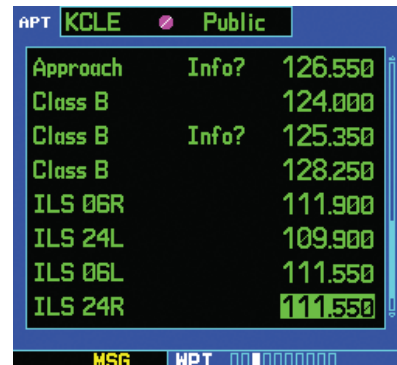 APT KCLE Public
Approach Info? 126.550
Class B 124.000
Class B Info? 125.350
Class B 128.250
ILS 06R 111.900
ILS 24L 109.900
ILS 06L 111.550
ILS 24R 111.550
MSG WPT